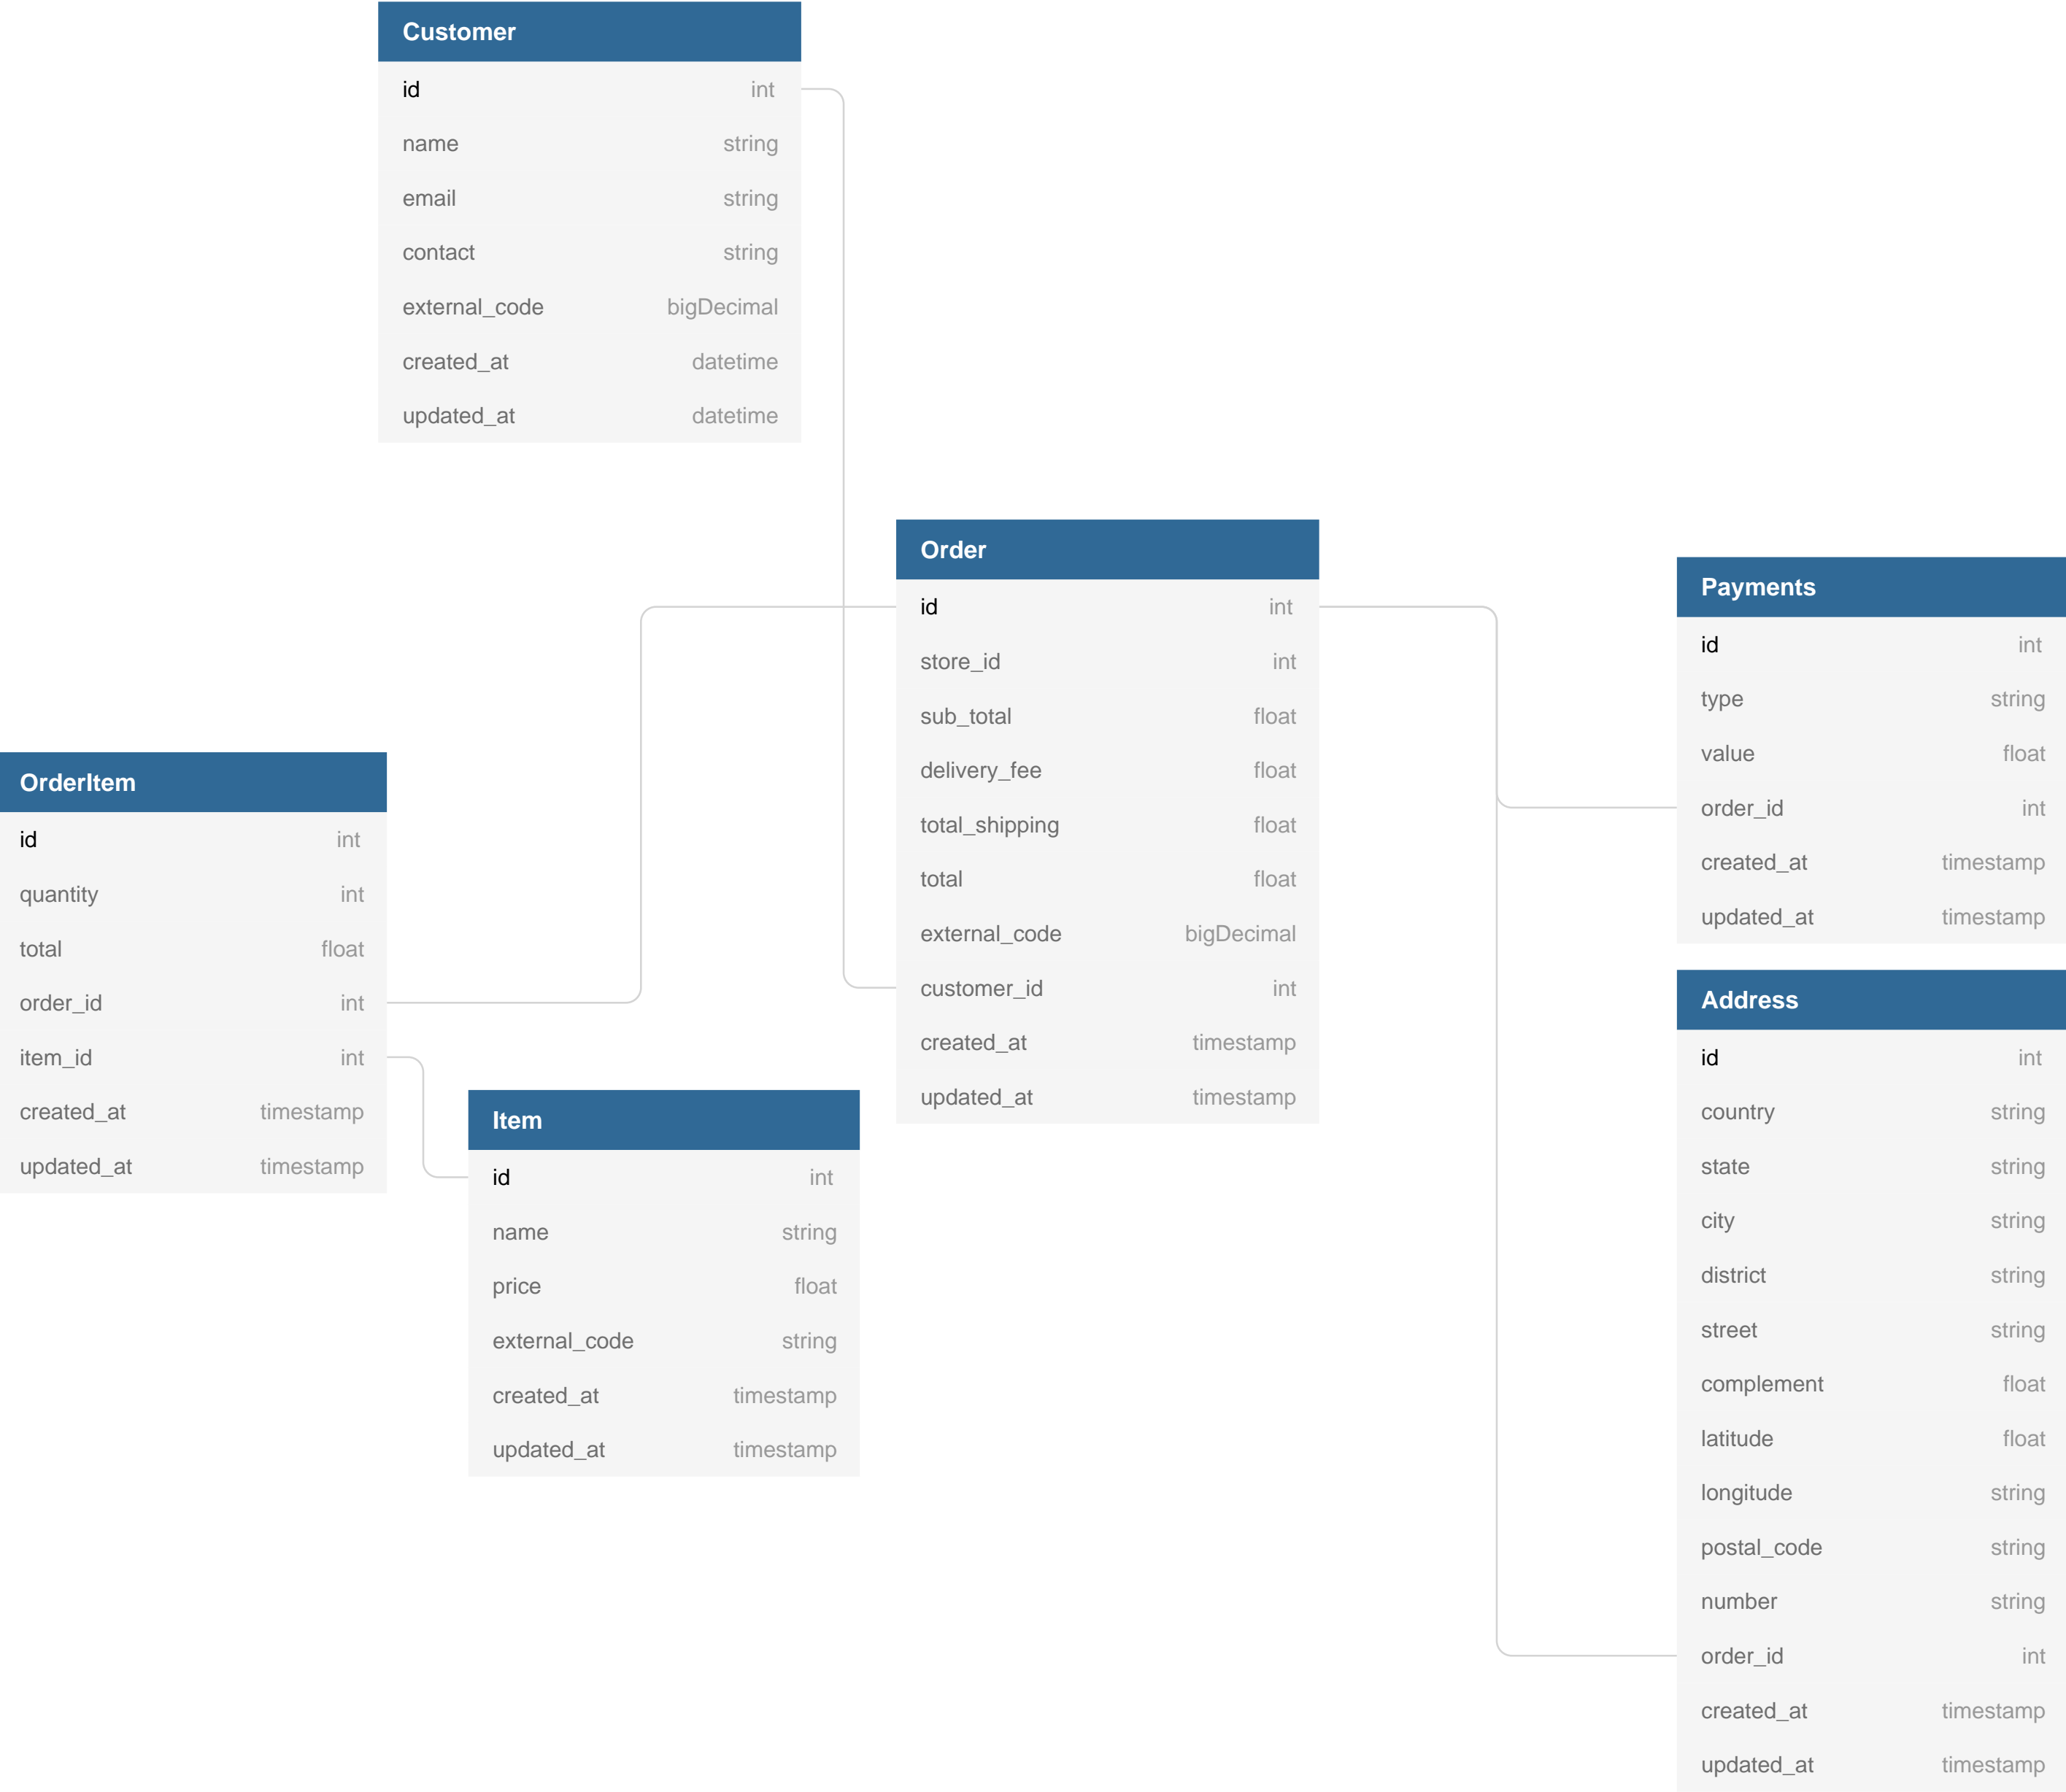 Customer
id int
name string
email string
contact string
external_code bigDecimal
created_at datetime
updated_at datetime
Order
id int
store_id int
sub_total float
delivery_fee float
total_shipping float
total float
external_code bigDecimal
customer_id int
created_at timestamp
updated_at timestamp
Payments
id int
type string
value float
order_id int
created_at timestamp
updated_at timestamp
OrderItem
id int
quantity int
total float
order_id int
item_id int
created_at timestamp
updated_at timestamp
Item
id int
name string
price float
external_code string
created_at timestamp
updated_at timestamp
Address
id int
country string
state string
city string
district string
street string
complement float
latitude float
longitude string
postal_code string
number string
order_id int
created_at timestamp
updated_at timestamp